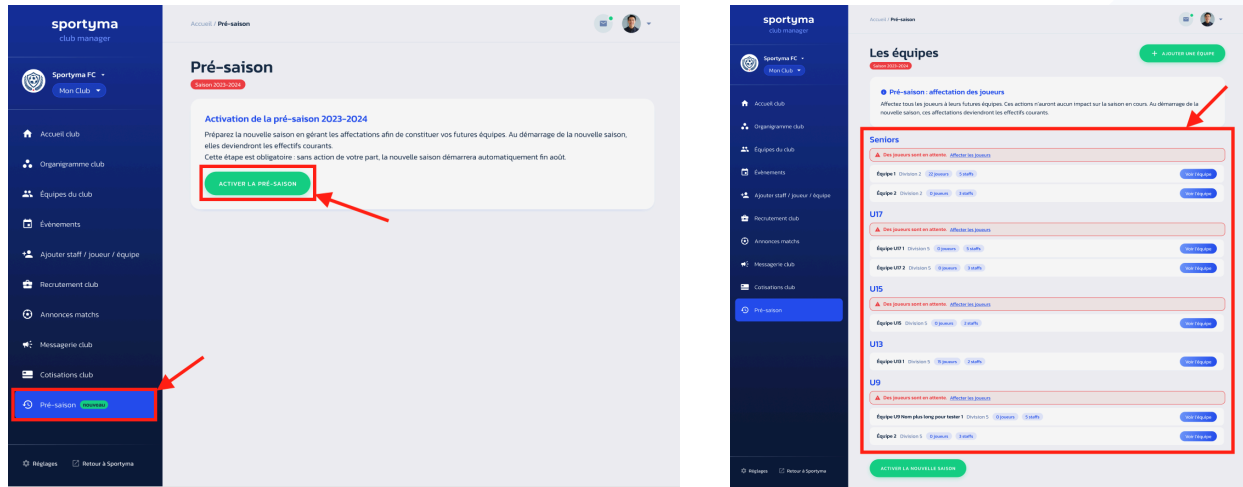 sportyma
club manager
Sportyma FC
Mon Club
Accueil club
Organigramme club
Équipes du club
Évènements
Ajouter staff / joueur / équipe
Recrutement club
Annonces matchs
Messagerie club
Cotisations club
Pré-saison NOUVEAU
Réglages Retour à Sportyma
Accueil / Pré-saison
Pré-saison
Saison 2023-2024
Activation de la pré-saison 2023-2024
Préparez la nouvelle saison en gérant les affectations afin de constituer vos futures équipes. Au démarrage de la nouvelle saison,
elles deviendront les effectifs courants.
Cette étape est obligatoire : sans action de votre part, la nouvelle saison démarrera automatiquement fin août.
ACTIVER LA PRÉ-SAISON
sportyma
club manager
Sportyma FC
Mon Club
Accueil club
Organigramme club
Équipes du club
Évènements
Ajouter staff / joueur / équipe
Recrutement club
Annonces matchs
Messagerie club
Cotisations club
Pré-saison
Réglages Retour à Sportyma
Accueil / Pré-saison
Les équipes
Saison 2023-2024
+ AJOUTER UNE ÉQUIPE
Pré-saison : affectation des joueurs
Affectez tous les joueurs à leurs futures équipes. Ces actions n'auront aucun impact sur la saison en cours. Au démarrage de la
nouvelle saison, ces affectations deviendront les effectifs courants.
Seniors
Des joueurs sont en attente. Affecter les joueurs
Équipe 1 Division 2 22 joueurs 5 staffs Voir l'équipe
Équipe 2 Division 2 0 joueurs 3 staffs Voir l'équipe
U17
Des joueurs sont en attente. Affecter les joueurs
Équipe U17 1 Division 5 0 joueurs 5 staffs Voir l'équipe
Équipe U17 2 Division 5 0 joueurs 2 staffs Voir l'équipe
U15
Des joueurs sont en attente. Affecter les joueurs
Équipe U15 Division 5 0 joueurs 2 staffs Voir l'équipe
U13
Équipe U13 1 Division 5 15 joueurs 2 staffs Voir l'équipe
U9
Des joueurs sont en attente. Affecter les joueurs
Équipe U9 Nom plus long pour tester 1 Division 5 0 joueurs 5 staffs Voir l'équipe
Équipe 2 Division 5 0 joueurs 3 staffs Voir l'équipe
ACTIVER LA NOUVELLE SAISON